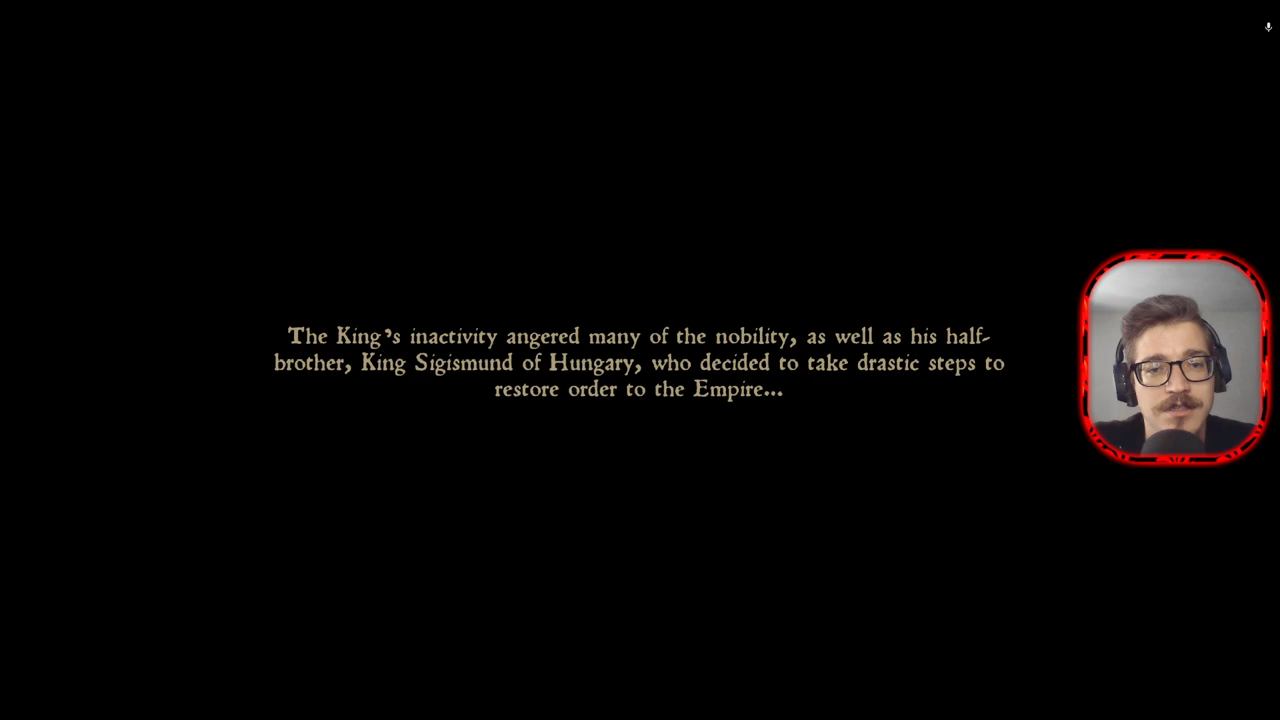 The King's inactivity angered many of the nobility, as well as his half-
brother, King Sigismund of Hungary, who decided to take drastic steps to
restore order to the Empire...